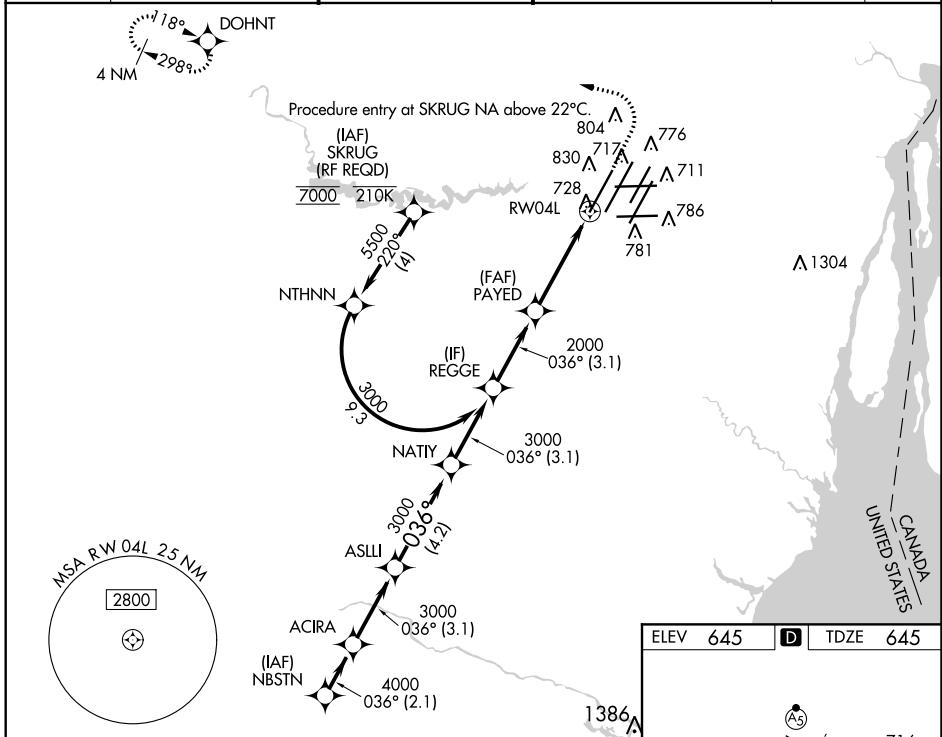 118°
DOHNT
298°
4 NM
Procedure entry at SKRUG NA above 22°C.
(IAF)
SKRUG
(RF REQD)
7000 210K
804
776
830
717
711
728
RW04L
786
781
5500
220°
(4)
1304
NTHNN
(FAF)
PAYED
2000
036° (3.1)
(IF)
REGGE
3000
9.3
3000
036° (3.1)
NATIY
3000
036°
(4.2)
CANADA
UNITED STATES
ASLLI
MSA RW 04L 25 NM
2800
3000
036° (3.1)
ACIRA
(IAF)
NBSTN
4000
036° (2.1)
ELEV 645 D TDZE 645
A5
1386